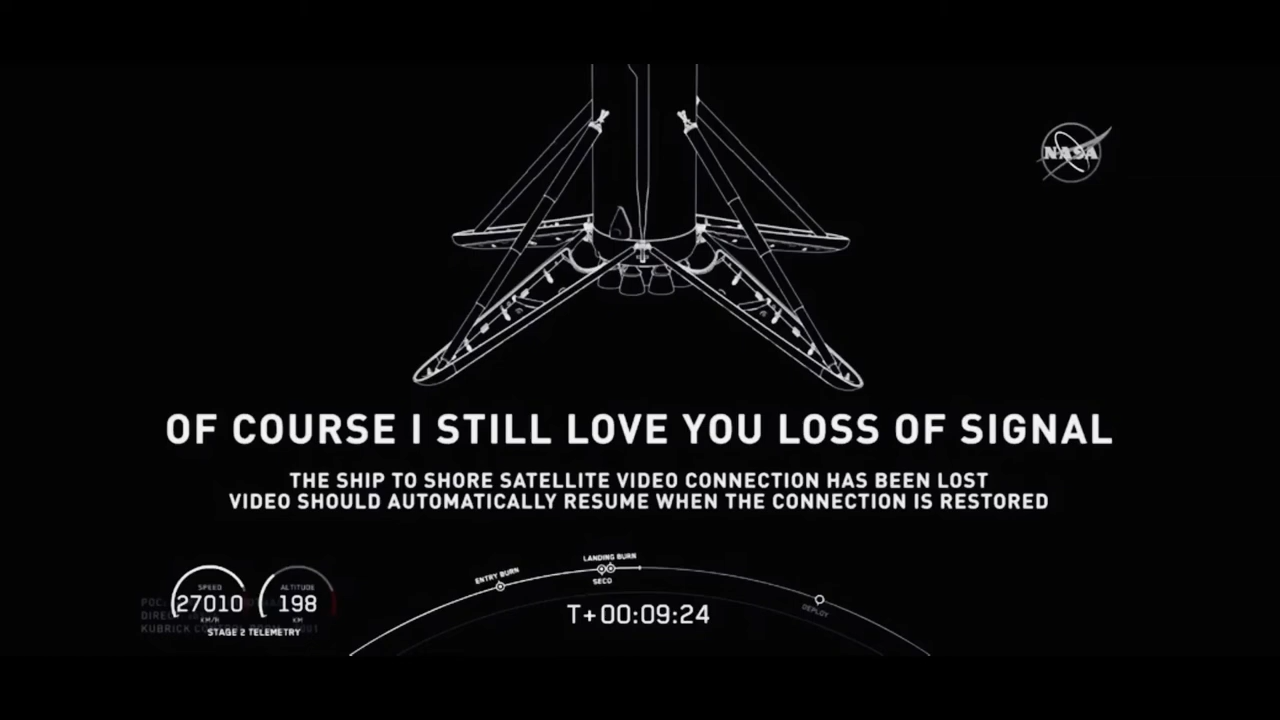 NASA
OF COURSE I STILL LOVE YOU LOSS OF SIGNAL
THE SHIP TO SHORE SATELLITE VIDEO CONNECTION HAS BEEN LOST
VIDEO SHOULD AUTOMATICALLY RESUME WHEN THE CONNECTION IS RESTORED
SPEED
27010
KM/H
ALTITUDE
198
KM
STAGE 2 TELEMETRY
KUBRICK
ENTRY BURN
LANDING BURN
SECO
DEPLOY
T+00:09:24